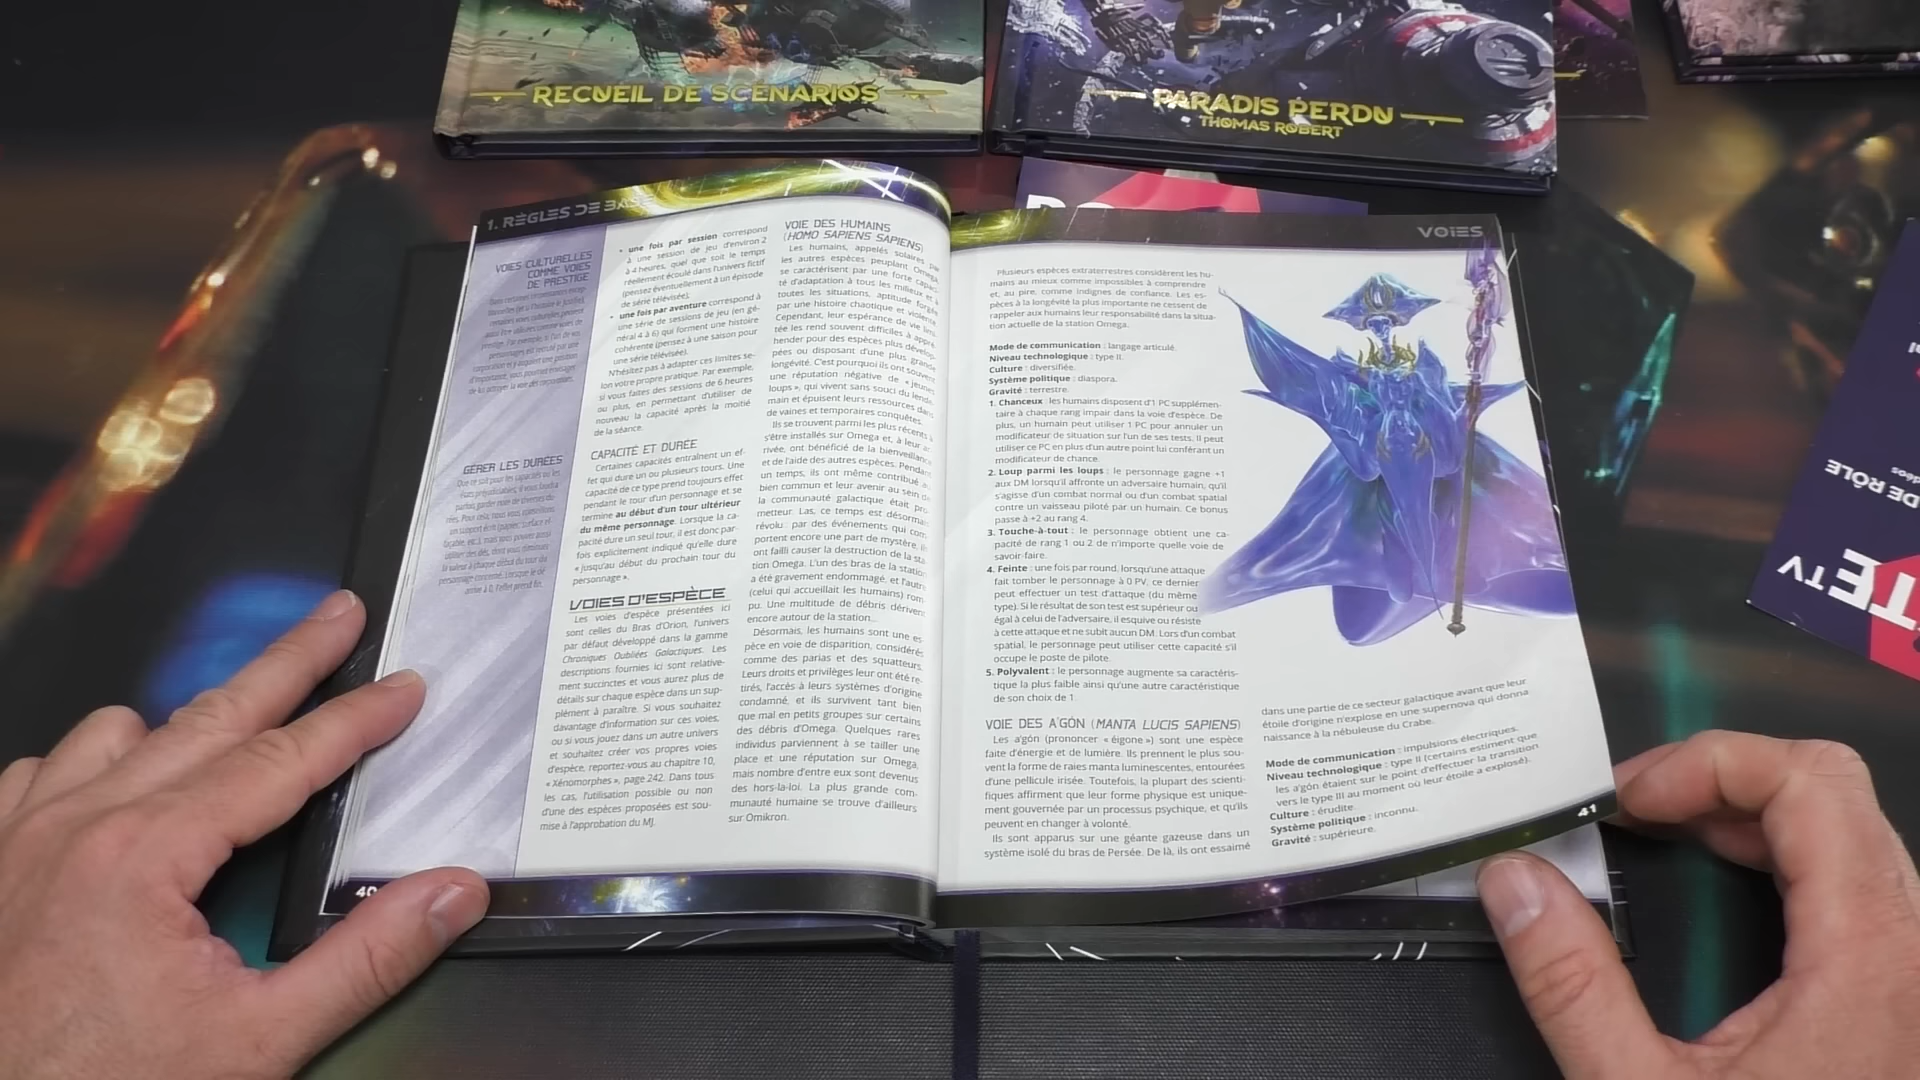 RECUEIL DE SCENARIOS
PARADIS PERDU
THOMAS ROBERT
1. RÈGLES DE BASE
VOIES CULTURELLES
COMME VOIES
DE PRESTIGE
GÉRER LES DURÉES
• une fois par session correspond
à une session de jeu d'environ 2
à 4 heures, quel que soit le temps
réellement écoulé dans l'univers fictif
(pensez éventuellement à un épisode
de série télévisée).
• une fois par aventure correspond à
une série de sessions de jeu (en gé-
néral 4 à 6) qui forment une histoire
cohérente (pensez à une saison pour
une série télévisée).
N'hésitez pas à adapter ces limites se-
lon votre propre pratique. Par exemple,
si vous faites des sessions de 6 heures
ou plus, en permettant d'utiliser de
nouveau la capacité après la moitié
de la séance.
CAPACITÉ ET DURÉE
Certaines capacités entraînent un ef-
fet qui dure un ou plusieurs tours. Une
capacité de ce type prend toujours effet
pendant le tour d'un personnage et se
termine au début d'un tour ultérieur
du même personnage. Lorsque la ca-
pacité dure un seul tour, il est donc par-
fois explicitement indiqué qu'elle dure
« jusqu'au début du prochain tour du
personnage ».
VOIES D'ESPÈCE
Les voies d'espèce présentées ici
sont celles du Bras d'Orion, l'univers
par défaut développé dans la gamme
Chroniques Oubliées Galactiques. Les
descriptions fournies ici sont relative-
ment succinctes et vous aurez plus de
détails sur chaque espèce dans un sup-
plément à paraître. Si vous souhaitez
davantage d'information sur ces voies,
ou si vous jouez dans un autre univers
et souhaitez créer vos propres voies
d'espèce, reportez-vous au chapitre 10,
« Xénomorphes », page 242. Dans tous
les cas, l'utilisation possible ou non
d'une des espèces proposées est sou-
mise à l'approbation du MJ.
40
VOIE DES HUMAINS
(HOMO SAPIENS SAPIENS)
Les humains, appelés solaires par
les autres espèces peuplant Omega,
se caractérisent par une forte capaci-
té d'adaptation à tous les milieux et à
toutes les situations, aptitude forgée
par une histoire chaotique et violente.
Cependant, leur espérance de vie limi-
tée les rend souvent difficiles à appré-
hender pour des espèces plus dévelop-
pées ou disposant d'une plus grande
longévité. C'est pourquoi ils ont souvent
une réputation négative de « jeunes
loups », qui vivent sans souci du lende-
main et épuisent leurs ressources dans
de vaines et temporaires conquêtes.
Ils se trouvent parmi les plus récents à
s'être installés sur Omega et, à leur ar-
rivée, ont bénéficié de la bienveillance
et de l'aide des autres espèces. Pendant
un temps, ils ont même contribué au
bien commun et leur avenir au sein de
la communauté galactique était pro-
metteur. Las, ce temps est désormais
révolu : par des événements qui com-
portent encore une part de mystère, ils
ont failli causer la destruction de la sta-
tion Omega. L'un des bras de la station
a été gravement endommagé, et l'autre
(celui qui accueillait les humains) rom-
pu. Une multitude de débris dérivent
encore autour de la station...
Désormais, les humains sont une es-
pèce en voie de disparition, considérés
comme des parias et des squatteurs.
Leurs droits et privilèges leur ont été re-
tirés, l'accès à leurs systèmes d'origine
condamné, et ils survivent tant bien
que mal en petits groupes sur certains
des débris d'Omega. Quelques rares
individus parviennent à se tailler une
place et une réputation sur Omega,
mais nombre d'entre eux sont devenus
des hors-la-loi. La plus grande com-
munauté humaine se trouve d'ailleurs
sur Omikron.
VOIES
Plusieurs espèces extraterrestres considèrent les hu-
mains au mieux comme impossibles à comprendre
et, au pire, comme indignes de confiance. Les es-
pèces à la longévité la plus importante ne cessent de
rappeler aux humains leur responsabilité dans la situa-
tion actuelle de la station Omega.
Mode de communication : langage articulé.
Niveau technologique : type II.
Culture : diversifiée.
Système politique : diaspora.
Gravité : terrestre.
1. Chanceux : les humains disposent d'1 PC supplémen-
taire à chaque rang impair dans la voie d'espèce. De
plus, un humain peut utiliser 1 PC pour annuler un
modificateur de situation sur l'un de ses tests. Il peut
utiliser ce PC en plus d'un autre point lui conférant un
modificateur de chance.
2. Loup parmi les loups : le personnage gagne +1
aux DM lorsqu'il affronte un adversaire humain, qu'il
s'agisse d'un combat normal ou d'un combat spatial
contre un vaisseau piloté par un humain. Ce bonus
passe à +2 au rang 4.
3. Touche-à-tout : le personnage obtient une ca-
pacité de rang 1 ou 2 de n'importe quelle voie de
savoir-faire.
4. Feinte : une fois par round, lorsqu'une attaque
fait tomber le personnage à 0 PV, ce dernier
peut effectuer un test d'attaque (du même
type). Si le résultat de son test est supérieur ou
égal à celui de l'adversaire, il esquive ou résiste
à cette attaque et ne subit aucun DM. Lors d'un combat
spatial, le personnage peut utiliser cette capacité s'il
occupe le poste de pilote.
5. Polyvalent : le personnage augmente sa caractéris-
tique la plus faible ainsi qu'une autre caractéristique
de son choix de 1.
VOIE DES A'GÓN (MANTA LUCIS SAPIENS)
Les a'gón (prononcer « éigone ») sont une espèce
faite d'énergie et de lumière. Ils prennent le plus sou-
vent la forme de raies manta luminescentes, entourées
d'une pellicule irisée. Toutefois, la plupart des scienti-
fiques affirment que leur forme physique est unique-
ment gouvernée par un processus psychique, et qu'ils
peuvent en changer à volonté.
Ils sont apparus sur une géante gazeuse dans un
système isolé du bras de Persée. De là, ils ont essaimé
dans une partie de ce secteur galactique avant que leur
étoile d'origine n'explose en une supernova qui donna
naissance à la nébuleuse du Crabe.
Mode de communication : impulsions électriques.
Niveau technologique : type II (certains estiment que
les a'gón étaient sur le point d'effectuer la transition
vers le type III au moment où leur étoile a explosé).
Culture : érudite.
Système politique : inconnu.
Gravité : supérieure.
41
DE RÔLE
TV